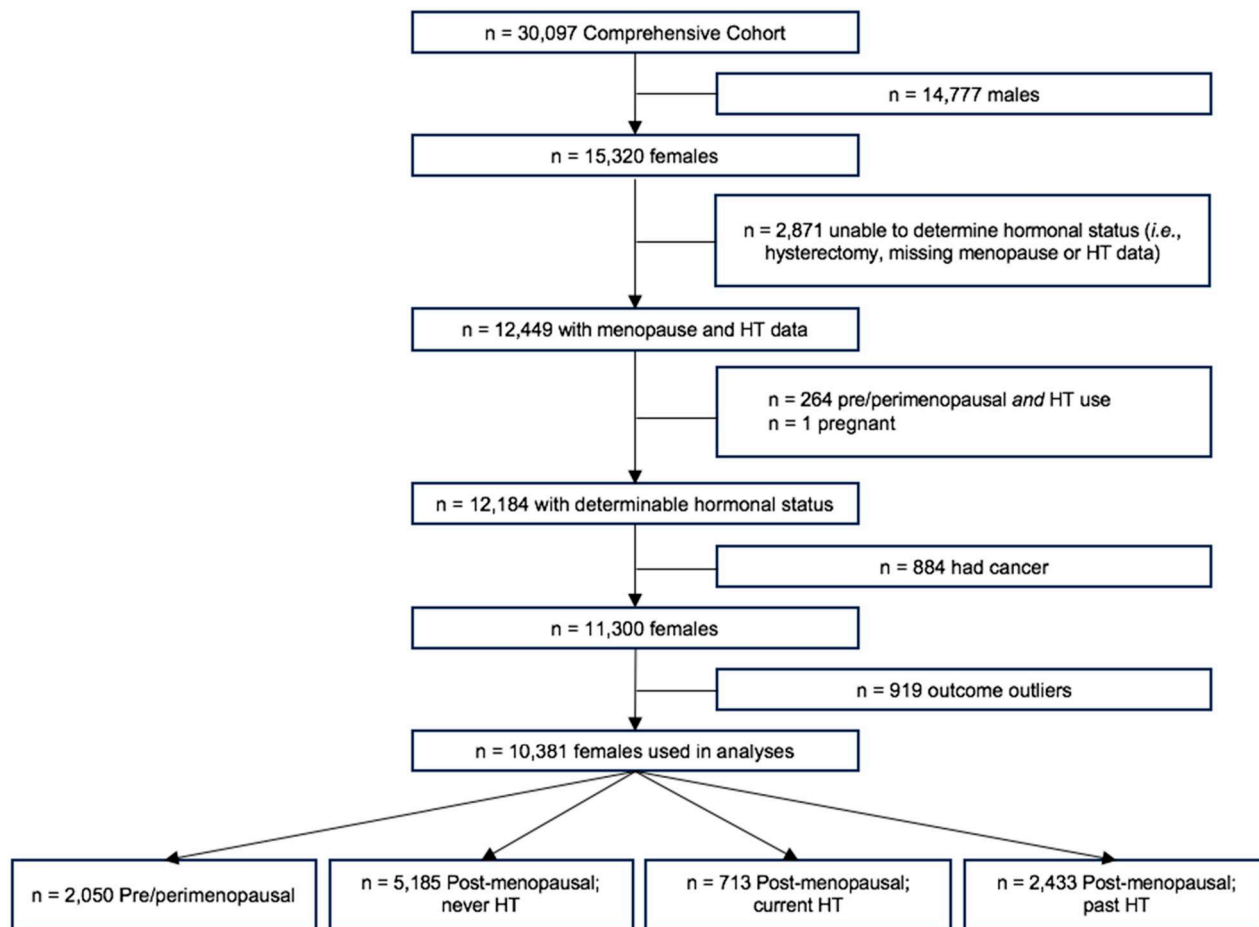 n = 30,097 Comprehensive Cohort
n = 14,777 males
n = 15,320 females
n = 2,871 unable to determine hormonal status (i.e.,
hysterectomy, missing menopause or HT data)
n = 12,449 with menopause and HT data
n = 264 pre/perimenopausal and HT use
n = 1 pregnant
n = 12,184 with determinable hormonal status
n = 884 had cancer
n = 11,300 females
n = 919 outcome outliers
n = 10,381 females used in analyses
n = 2,050 Pre/perimenopausal
n = 5,185 Post-menopausal;
never HT
n = 713 Post-menopausal;
current HT
n = 2,433 Post-menopausal;
past HT